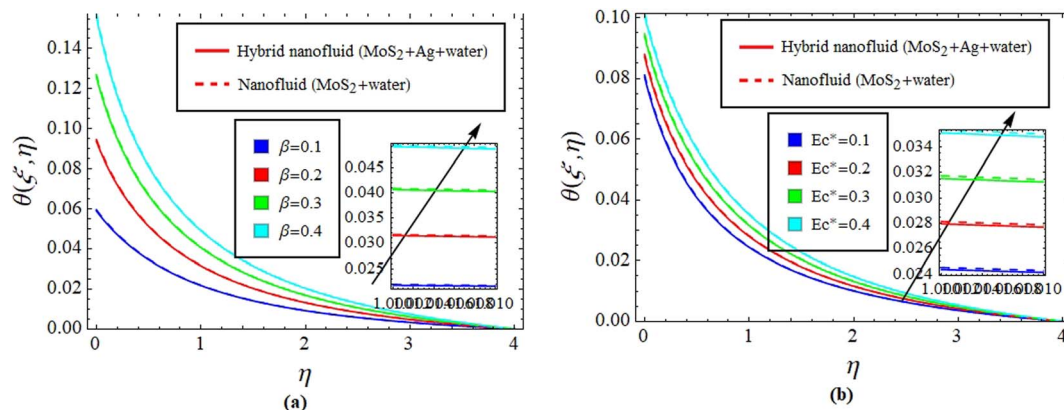 (a)
θ(ξ,η)
0.14
0.12
0.10
0.08
0.06
0.04
0.02
0.00
Hybrid nanofluid (MoS₂+Ag+water)
Nanofluid (MoS₂+water)
β=0.1
β=0.2
β=0.3
β=0.4
0.045
0.040
0.035
0.030
0.025
0 1 2 3 4
η
(a)
(b)
θ(ξ,η)
0.10
0.08
0.06
0.04
0.02
0.00
Hybrid nanofluid (MoS₂+Ag+water)
Nanofluid (MoS₂+water)
Ec*=0.1
Ec*=0.2
Ec*=0.3
Ec*=0.4
0.034
0.032
0.030
0.028
0.026
0.024
0 1 2 3 4
η
(b)